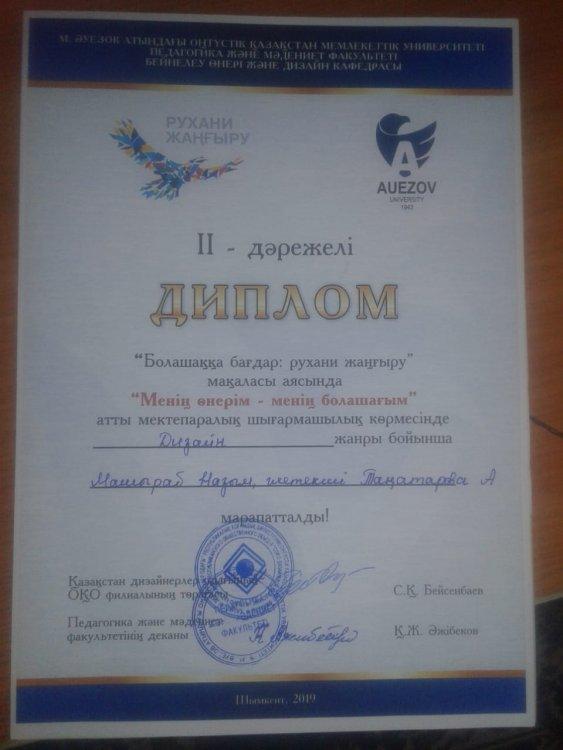 М. ӘУЕЗОВ АТЫНДАҒЫ ОҢТҮСТІК ҚАЗАҚСТАН МЕМЛЕКЕТТІК УНИВЕРСИТЕТІ
ПЕДАГОГИКА ЖӘНЕ МӘДЕНИЕТ ФАКУЛЬТЕТІ
БЕЙНЕЛЕУ ӨНЕРІ ЖӘНЕ ДИЗАЙН КАФЕДРАСЫ
РУХАНИ
ЖАҢҒЫРУ
AUEZOV
UNIVERSITY
1943
II - дәрежелі
ДИПЛОМ
“Болашаққа бағдар: рухани жаңғыру”
мақаласы аясында
“Менің өнерім - менің болашағым”
атты мектепаралық шығармашылық көрмесінде
Дизайн жанры бойынша
Машыраб Назым, жетекші Таңатарова А
марапатталды!
Қазақстан дизайнерлер
ОҚО филиалының С.Қ. Бейсенбаев
Педагогика және мәдениет
факультетінің деканы Қ.Ж. Әжібеков
ФАКУЛЬТЕТ
Шымкент, 2019